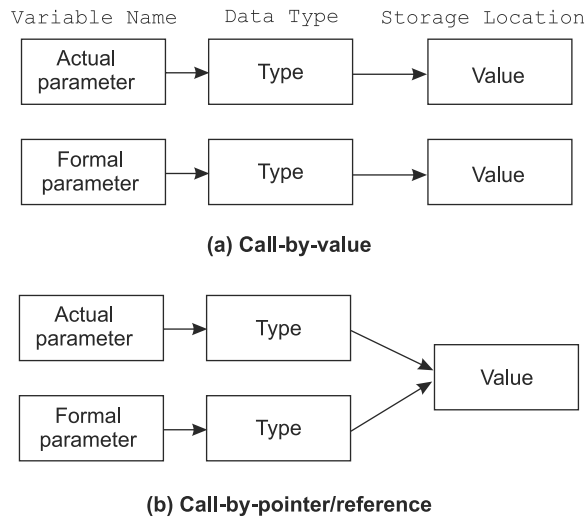 Variable Name Data Type Storage Location
Actual
parameter
Type
Value
Formal
parameter
Type
Value
(a) Call-by-value
Actual
parameter
Type
Value
Formal
parameter
Type
(b) Call-by-pointer/reference